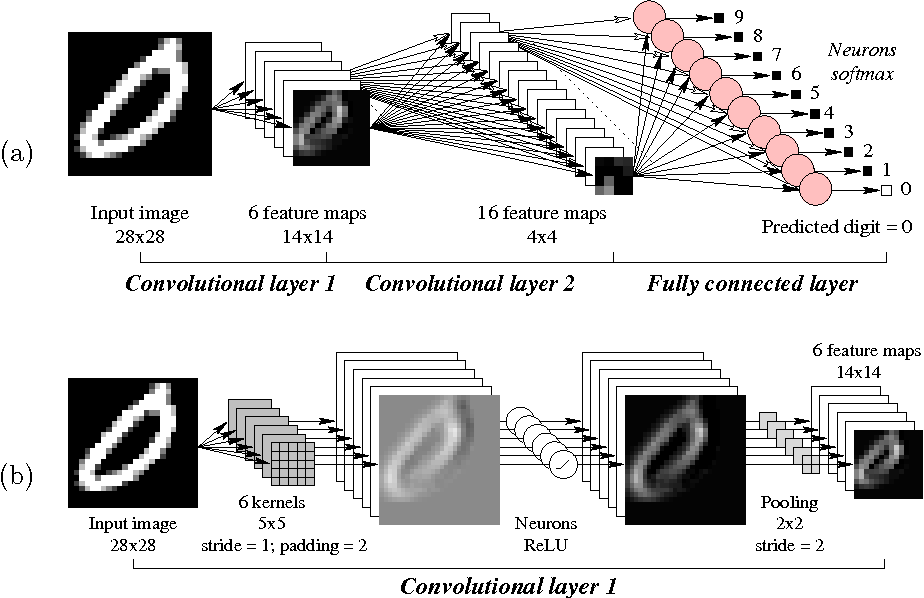 (a)
Input image
28x28
6 feature maps
14x14
16 feature maps
4x4
9
8
7
6
5
4
3
2
1
0
Neurons
softmax
Predicted digit = 0
Convolutional layer 1
Convolutional layer 2
Fully connected layer
(b)
Input image
28x28
6 kernels
5x5
stride = 1; padding = 2
Neurons
ReLU
Pooling
2x2
stride = 2
6 feature maps
14x14
Convolutional layer 1